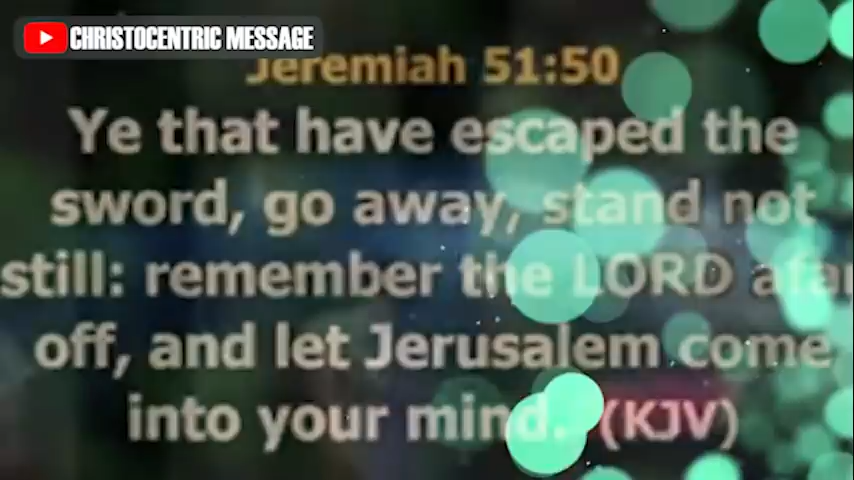 CHRISTOCENTRIC MESSAGE
Jeremiah 51:50
Ye that have escaped the
sword, go away, stand not
still: remember the LORD afar
off, and let Jerusalem come
into your mind. (KJV)